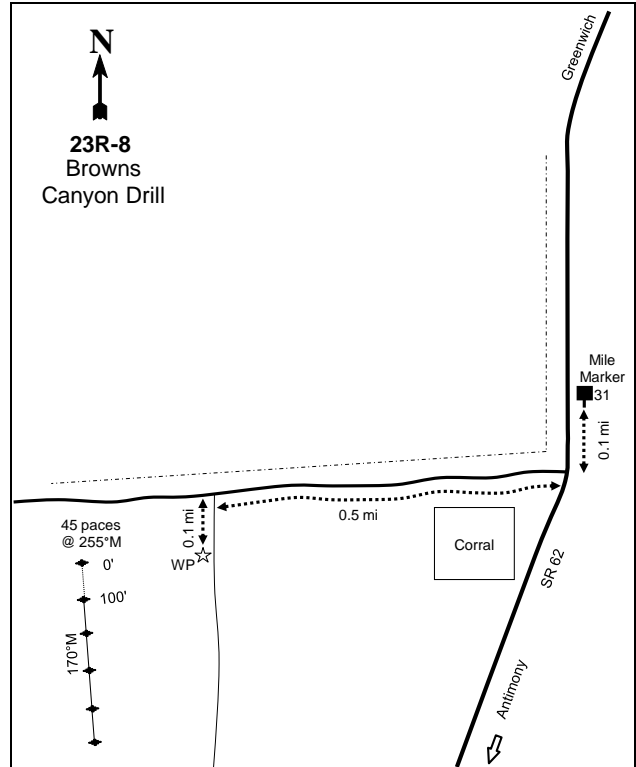 N
23R-8
Browns
Canyon Drill
Greenwich
Mile
Marker
31
0.1 mi
0.5 mi
0.1 mi
WP
45 paces
@ 255°M
0'
100'
170°M
Corral
SR 62
Antimony